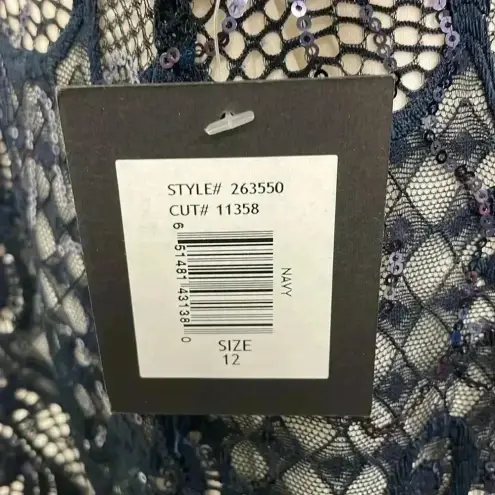 STYLE# 263550
CUT# 11358
6 51481 43138 0
NAVY
SIZE
12